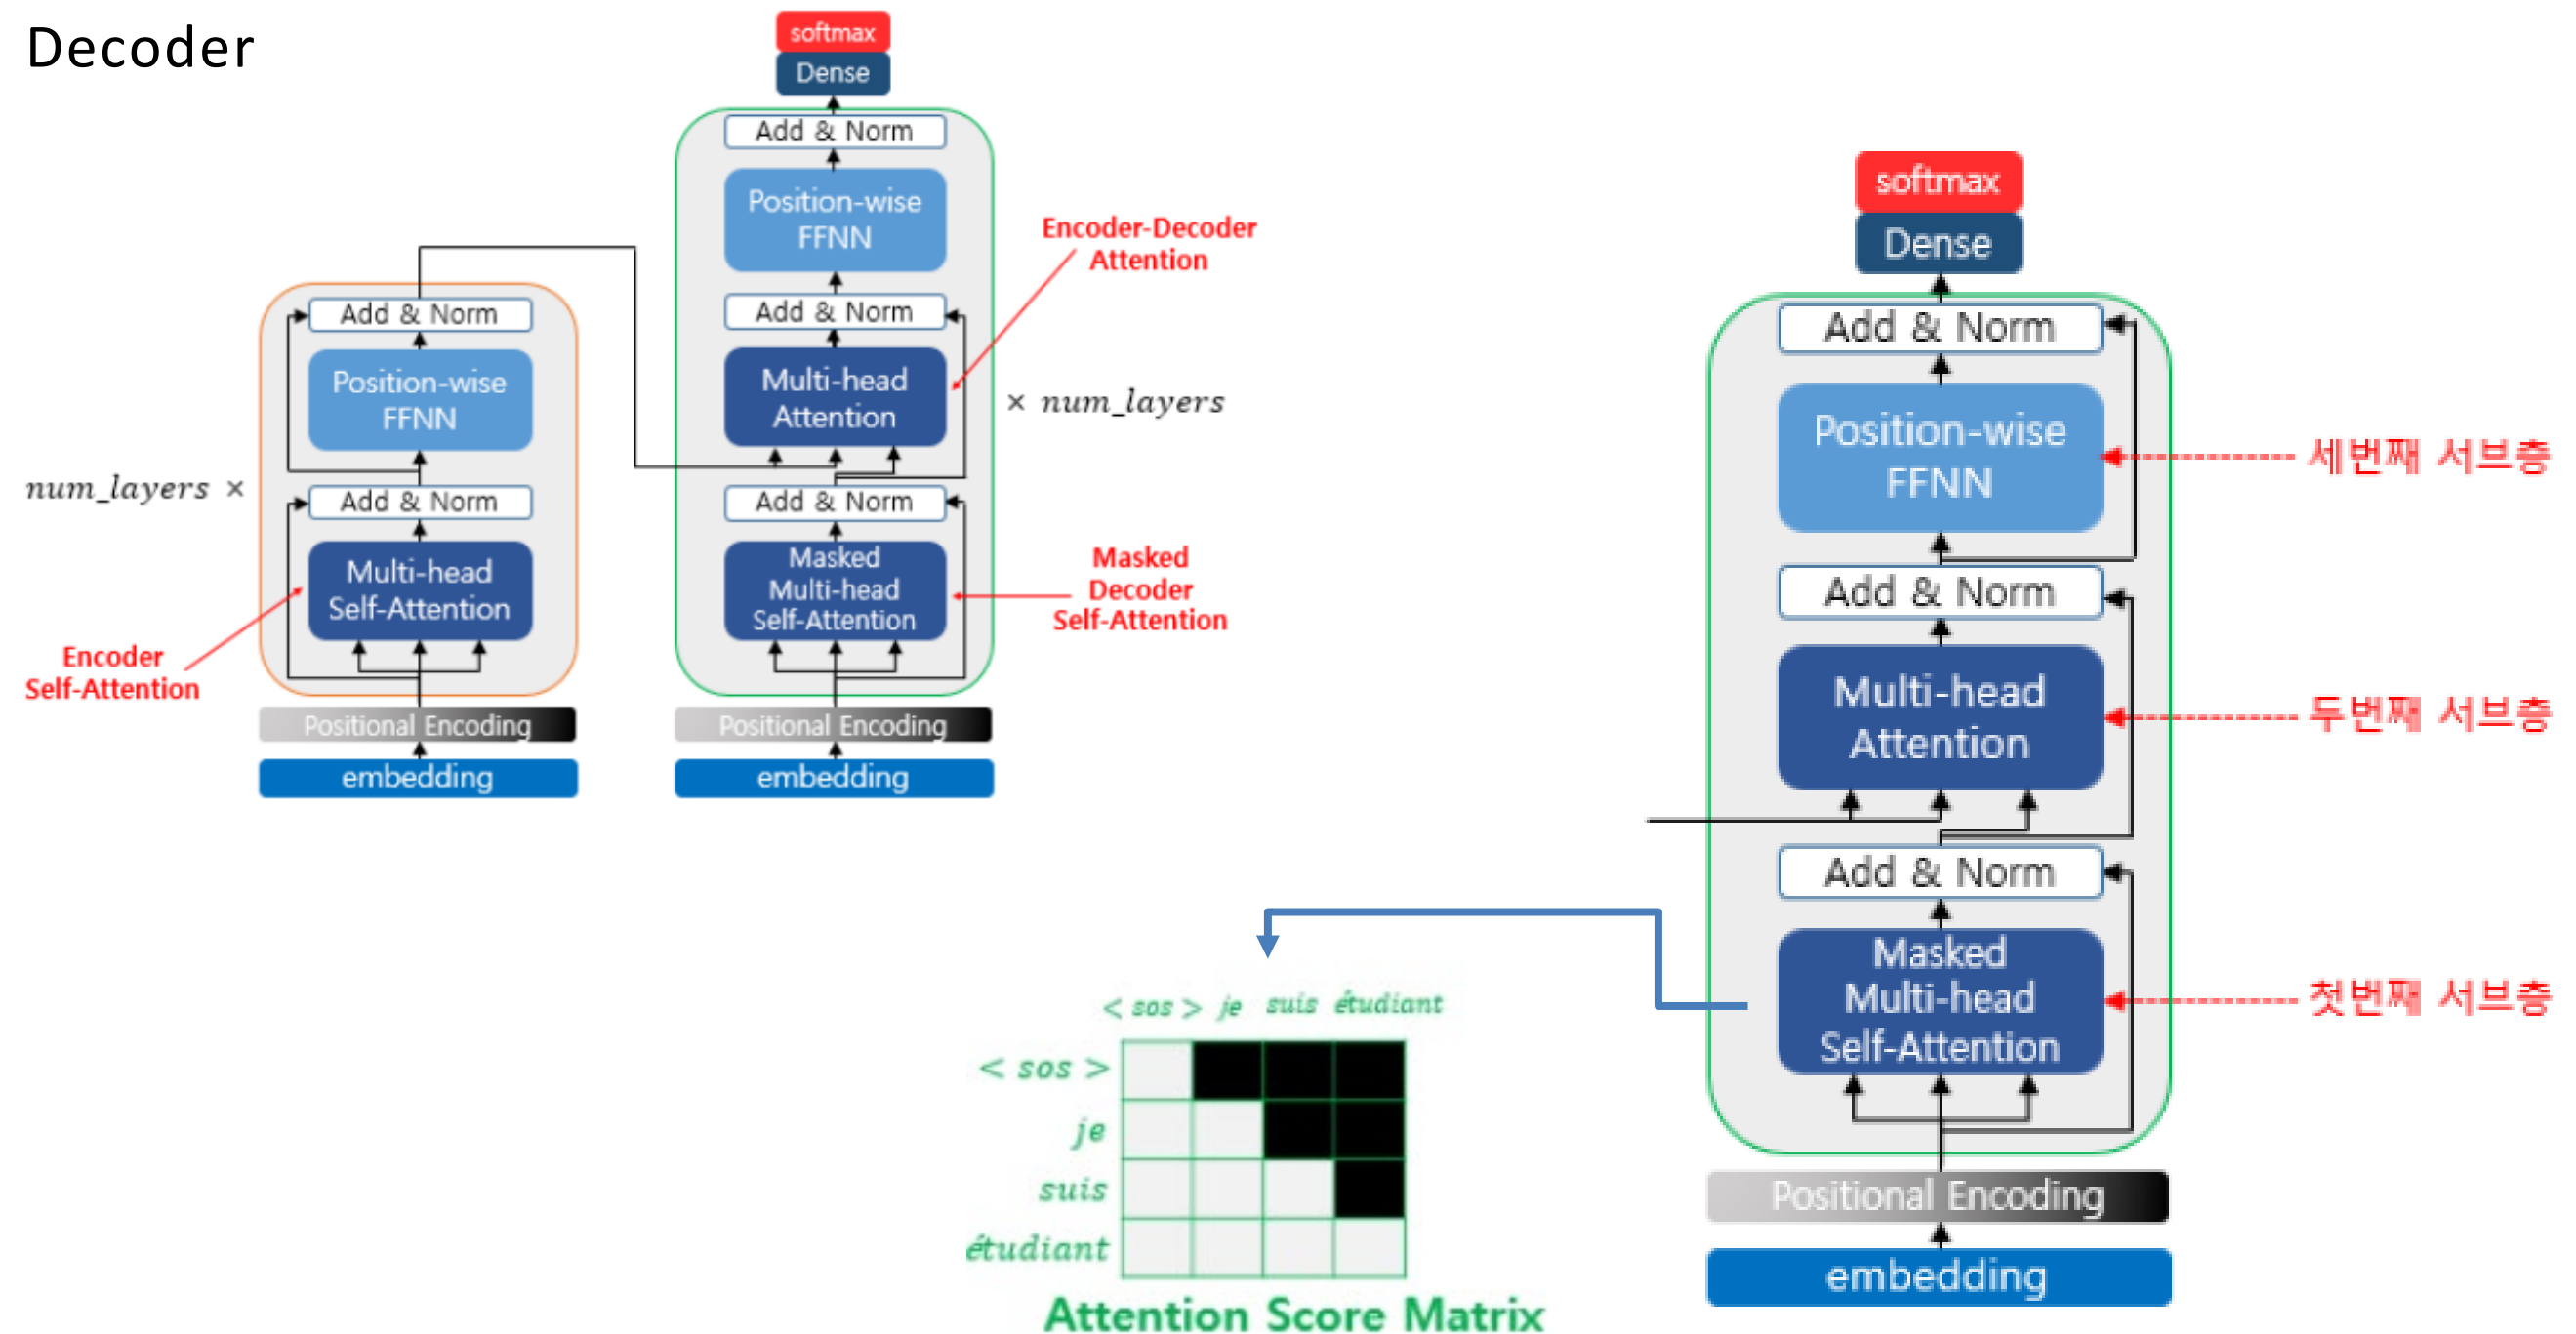 Decoder
softmax
Dense
Add & Norm
Position-wise
FFNN
Add & Norm
Multi-head
Attention
Add & Norm
Masked
Multi-head
Self-Attention
Positional Encoding
embedding
Encoder-Decoder
Attention
× num_layers
Masked
Decoder
Self-Attention
Add & Norm
Position-wise
FFNN
Add & Norm
Multi-head
Self-Attention
Positional Encoding
embedding
num_layers ×
Encoder
Self-Attention
softmax
Dense
Add & Norm
Position-wise
FFNN
세번째 서브층
Add & Norm
Multi-head
Attention
두번째 서브층
Add & Norm
Masked
Multi-head
Self-Attention
첫번째 서브층
Positional Encoding
embedding
< sos > je suis étudiant
< sos >
je
suis
étudiant
Attention Score Matrix